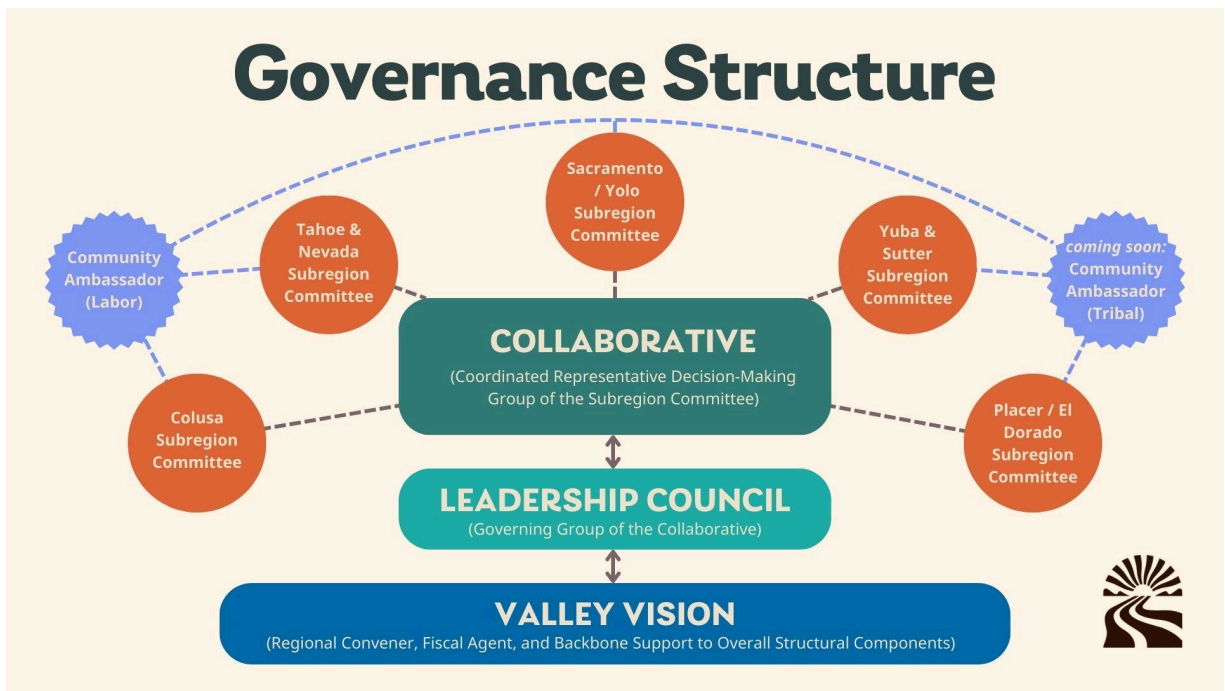 Governance Structure
Sacramento
/ Yolo
Subregion
Committee
Tahoe &
Nevada
Subregion
Committee
Yuba &
Sutter
Subregion
Committee
Community
Ambassador
(Labor)
coming soon:
Community
Ambassador
(Tribal)
COLLABORATIVE
(Coordinated Representative Decision-Making
Group of the Subregion Committee)
Colusa
Subregion
Committee
Placer / El
Dorado
Subregion
Committee
LEADERSHIP COUNCIL
(Governing Group of the Collaborative)
VALLEY VISION
(Regional Convener, Fiscal Agent, and Backbone Support to Overall Structural Components)